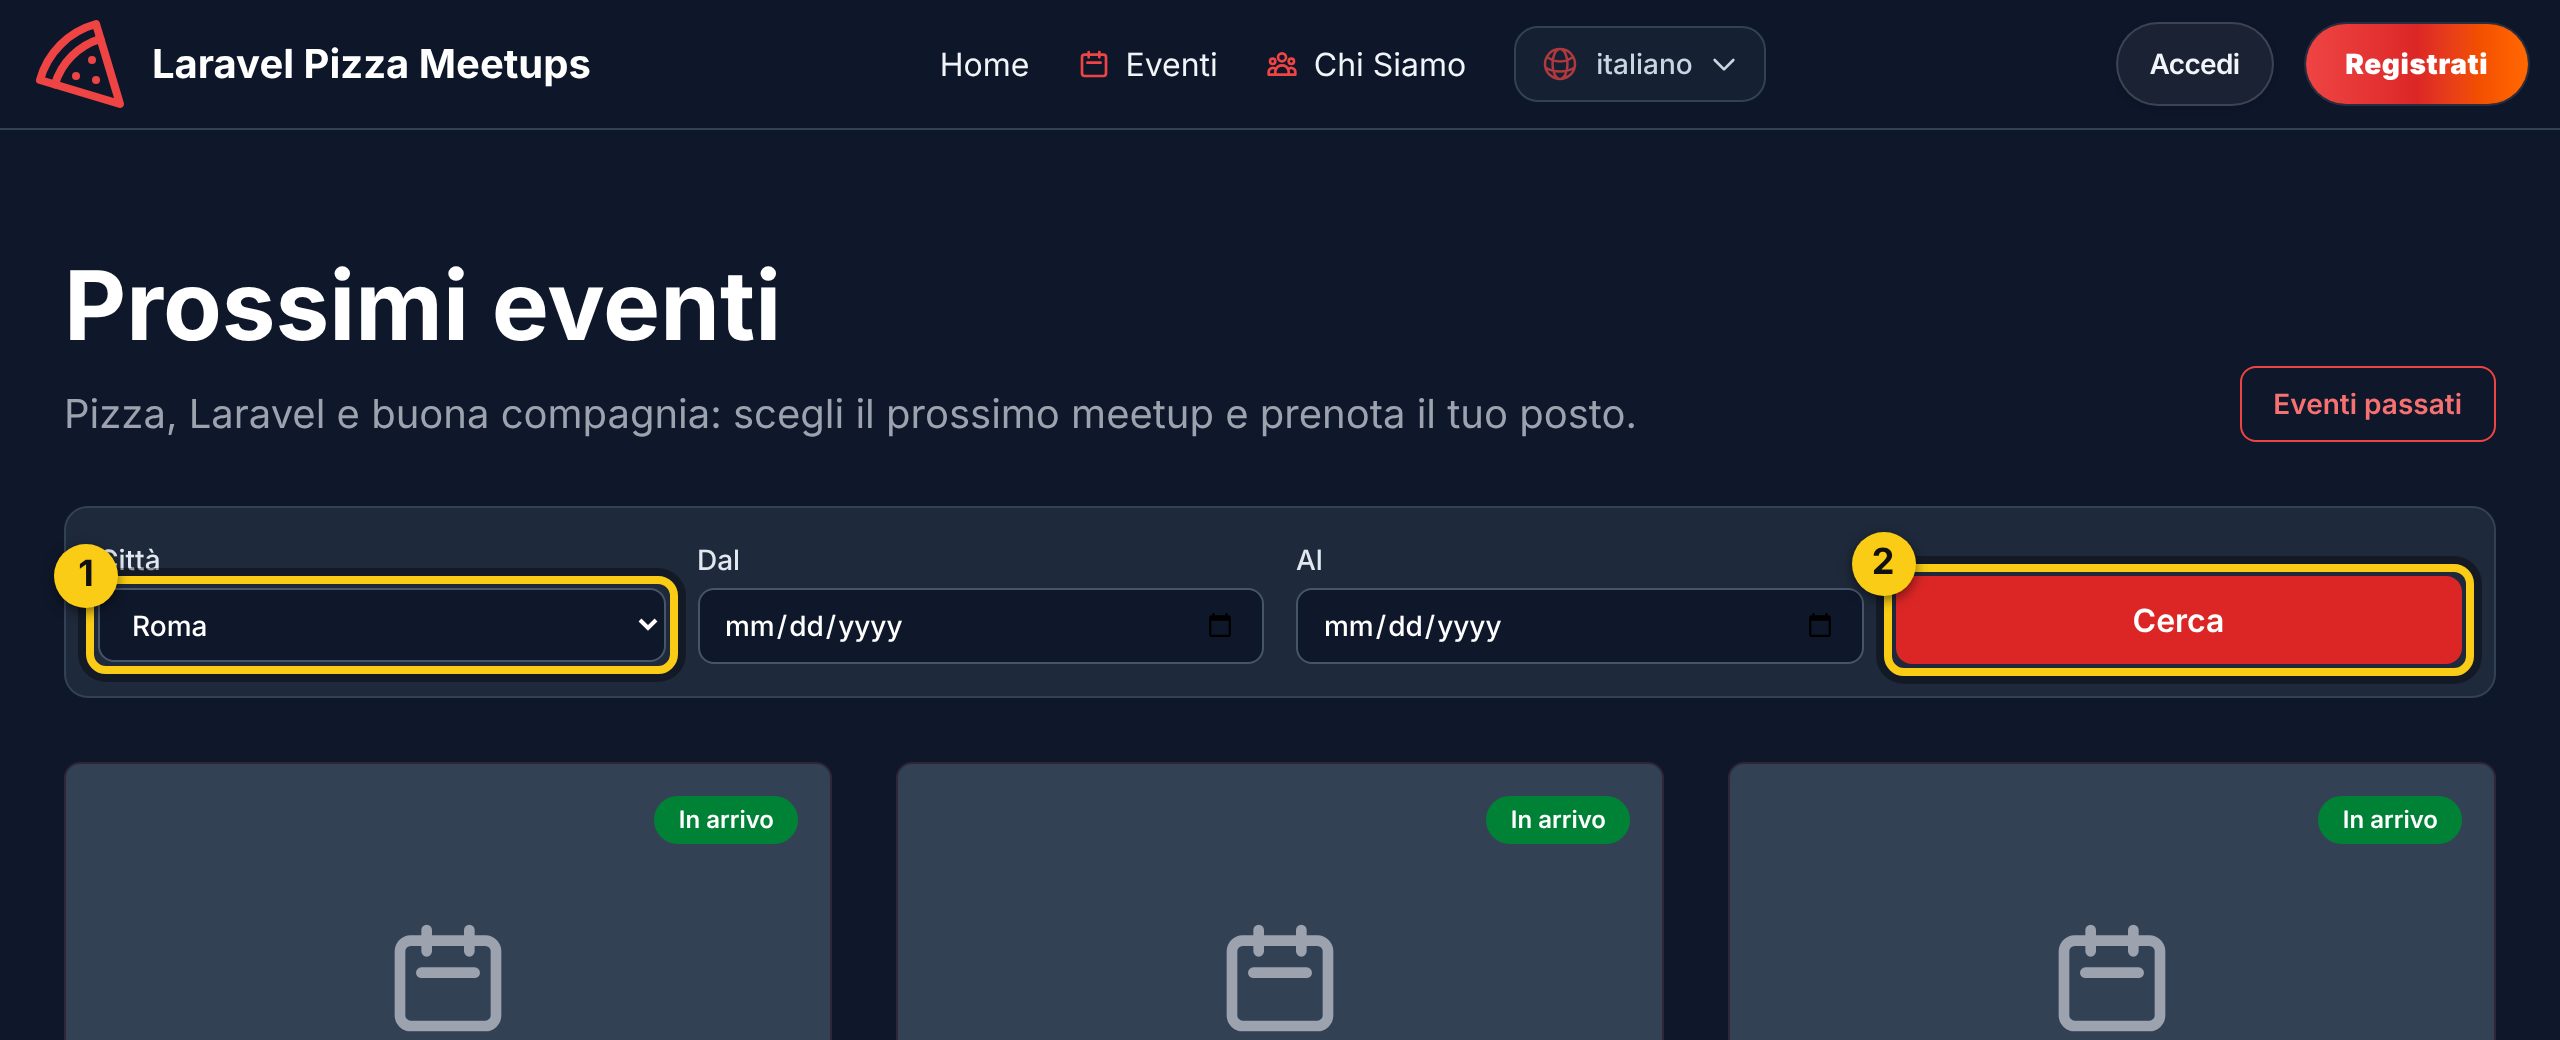 Laravel Pizza Meetups
Home
Eventi
Chi Siamo
italiano
Accedi
Registrati
Prossimi eventi
Pizza, Laravel e buona compagnia: scegli il prossimo meetup e prenota il tuo posto.
Eventi passati
1
Città
Roma
Dal
mm/dd/yyyy
Al
mm/dd/yyyy
2
Cerca
In arrivo
In arrivo
In arrivo